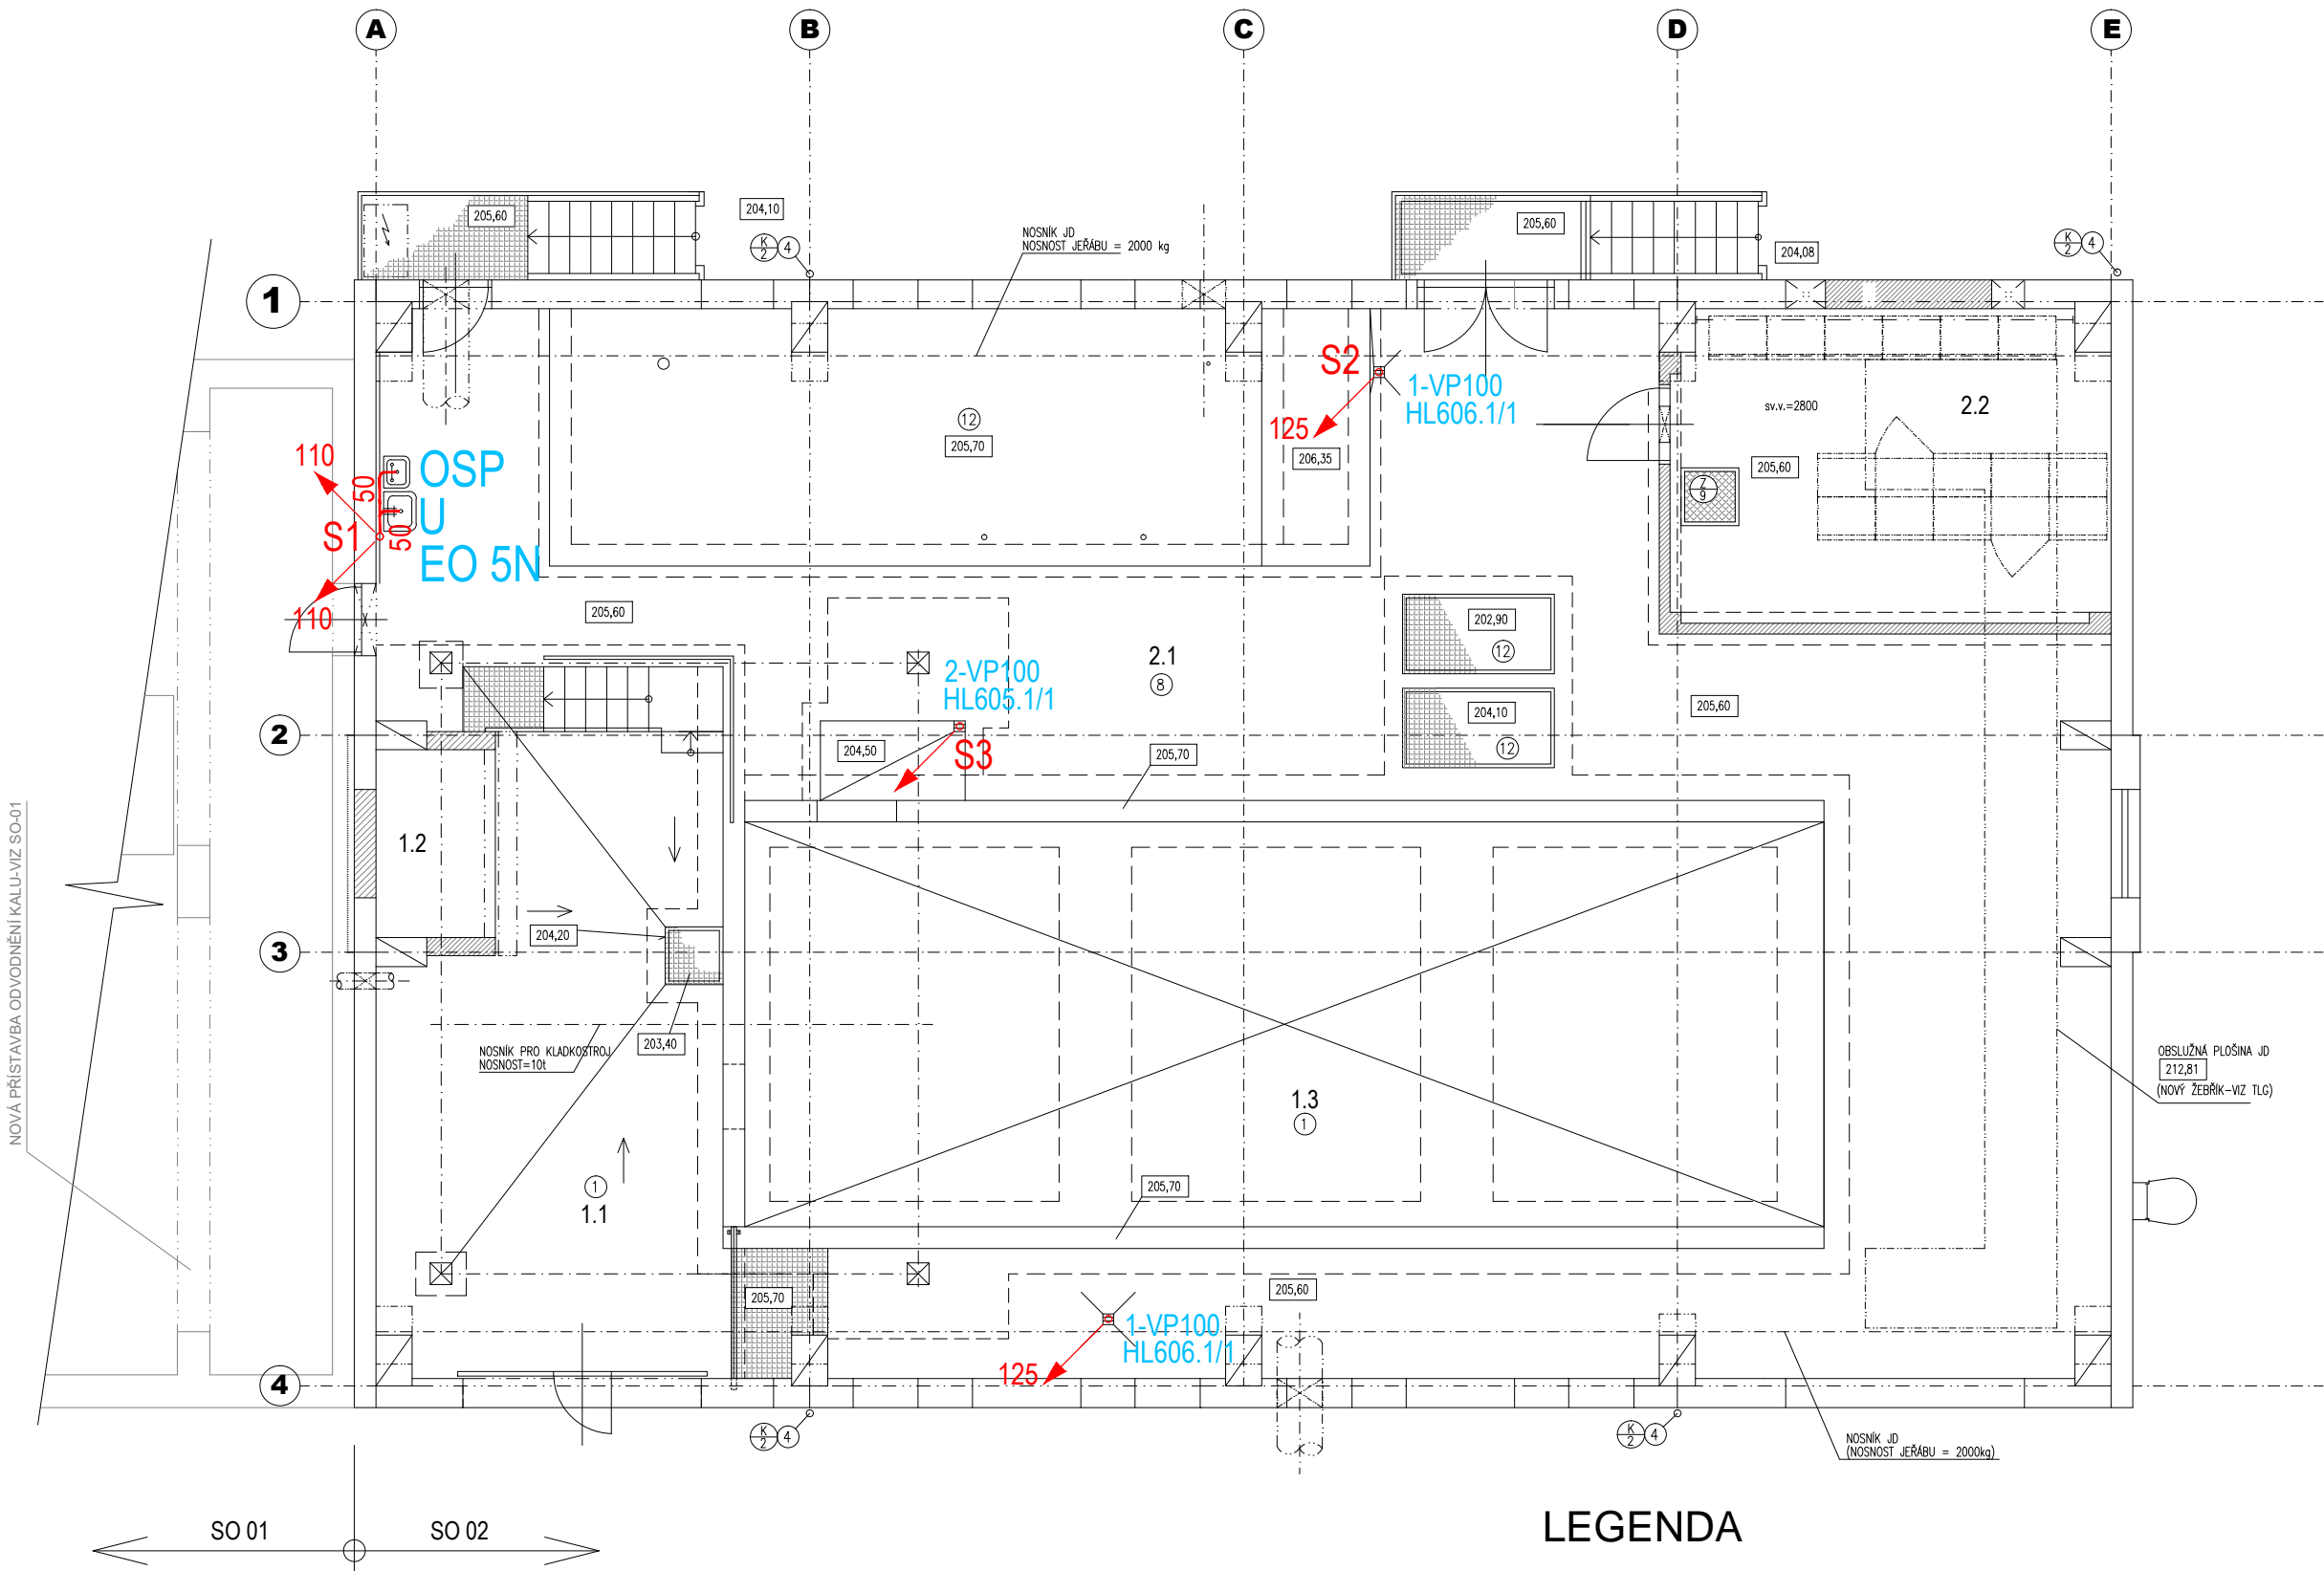 A
B
C
D
E
205,60
204,10
K
2
4
NOSNÍK JD
NOSNOST JEŘÁBU = 2000 kg
205,60
204,08
K
2
4
1
S2
1-VP100
HL606.1/1
125
206,35
12
205,70
sv.v.=2800
2.2
205,60
Z
9
110
50
S1
50
110
OSP
U
EO 5N
205,60
2-VP100
HL605.1/1
2.1
8
202,90
12
204,10
12
205,60
2
204,50
S3
205,70
1.2
NOVÁ PŘÍSTAVBA ODVODNĚNÍ KALU-VIZ SO-01
3
204,20
203,40
NOSNÍK PRO KLADKOSTROJ
NOSNOST=10t
1.3
1
OBSLUŽNÁ PLOŠINA JD
212,81
(NOVÝ ŽEBŘÍK-VIZ TLG)
1
1.1
205,70
205,70
205,60
1-VP100
HL606.1/1
125
4
K
2
4
K
2
4
NOSNÍK JD
(NOSNOST JEŘÁBU = 2000kg)
SO 01
SO 02
LEGENDA